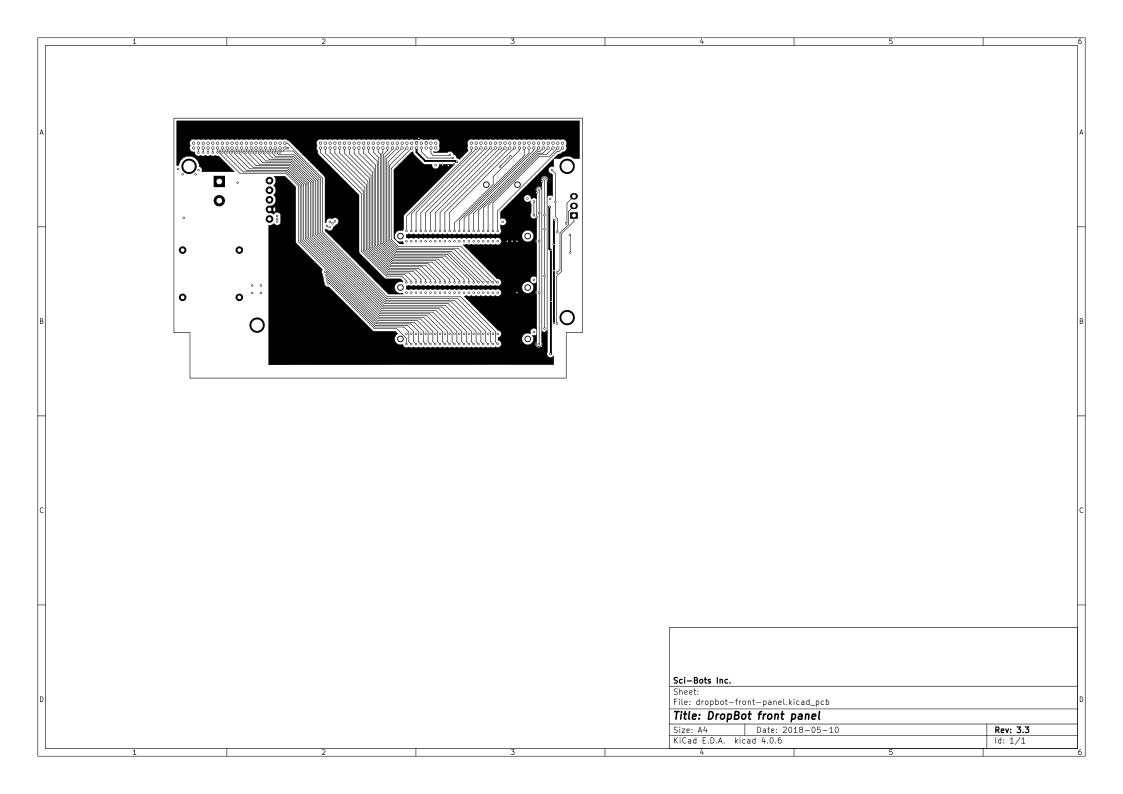 1 2 3 4 5 6
A A
B B
C C
D D
Sci-Bots Inc.
Sheet:
File: dropbot-front-panel.kicad_pcb
Title: DropBot front panel
Size: A4 Date: 2018-05-10 Rev: 3.3
KiCad E.D.A. kicad 4.0.6 Id: 1/1
1 2 3 4 5 6